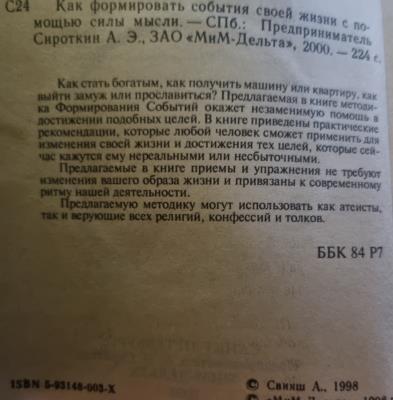 С24 Как формировать события своей жизни с по-
мощью силы мысли. — СПб.: Предприниматель
Сироткин А. Э., ЗАО «МиМ-Дельта», 2000. — 224 с.
Как стать богатым, как получить машину или квартиру, как
выйти замуж или прославиться? Предлагаемая в книге методи-
ка Формирования Событий окажет незаменимую помощь в
достижении подобных целей. В книге приведены практические
рекомендации, которые любой человек сможет применить для
изменения своей жизни и достижения тех целей, которые сей-
час кажутся ему нереальными или несбыточными.
Предлагаемые в книге приемы и упражнения не требуют
изменения вашего образа жизни и привязаны к современному
ритму нашей деятельности.
Предлагаемую методику могут использовать как атеисты,
так и верующие всех религий, конфессий и толков.
ББК 84 Р7
ISBN 5-93148-003-X
© Свияш А., 1998
© «МиМ-Дельта», 1998